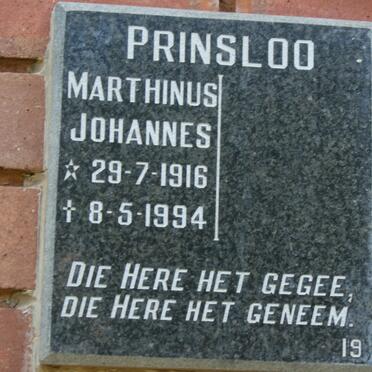 PRINSLOO
MARTHINUS
JOHANNES
☆ 29-7-1916
† 8-5-1994
DIE HERE HET GEGEE,
DIE HERE HET GENEEM.
19